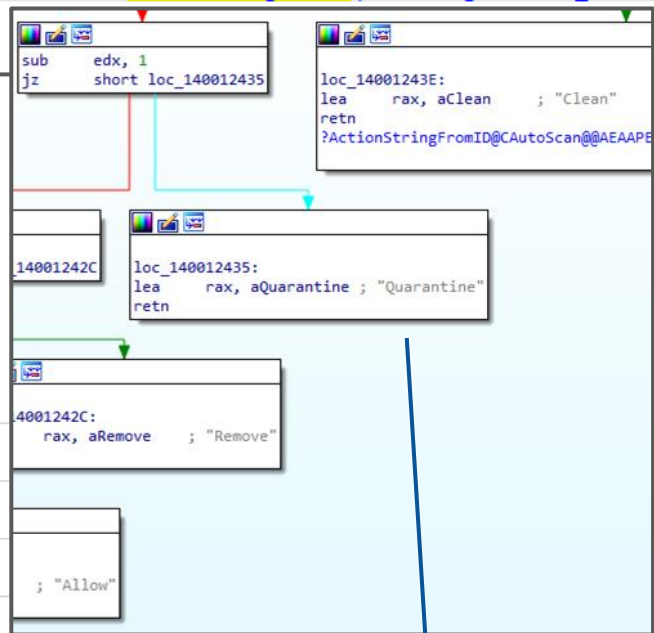 sub edx, 1
jz short loc_140012435
loc_14001243E:
lea rax, aClean ; "Clean"
retn
?ActionStringFromID@CAutoScan@@AEAAPE
14001242C
loc_140012435:
lea rax, aQuarantine ; "Quarantine"
retn
4001242C:
rax, aRemove ; "Remove"
; "Allow"